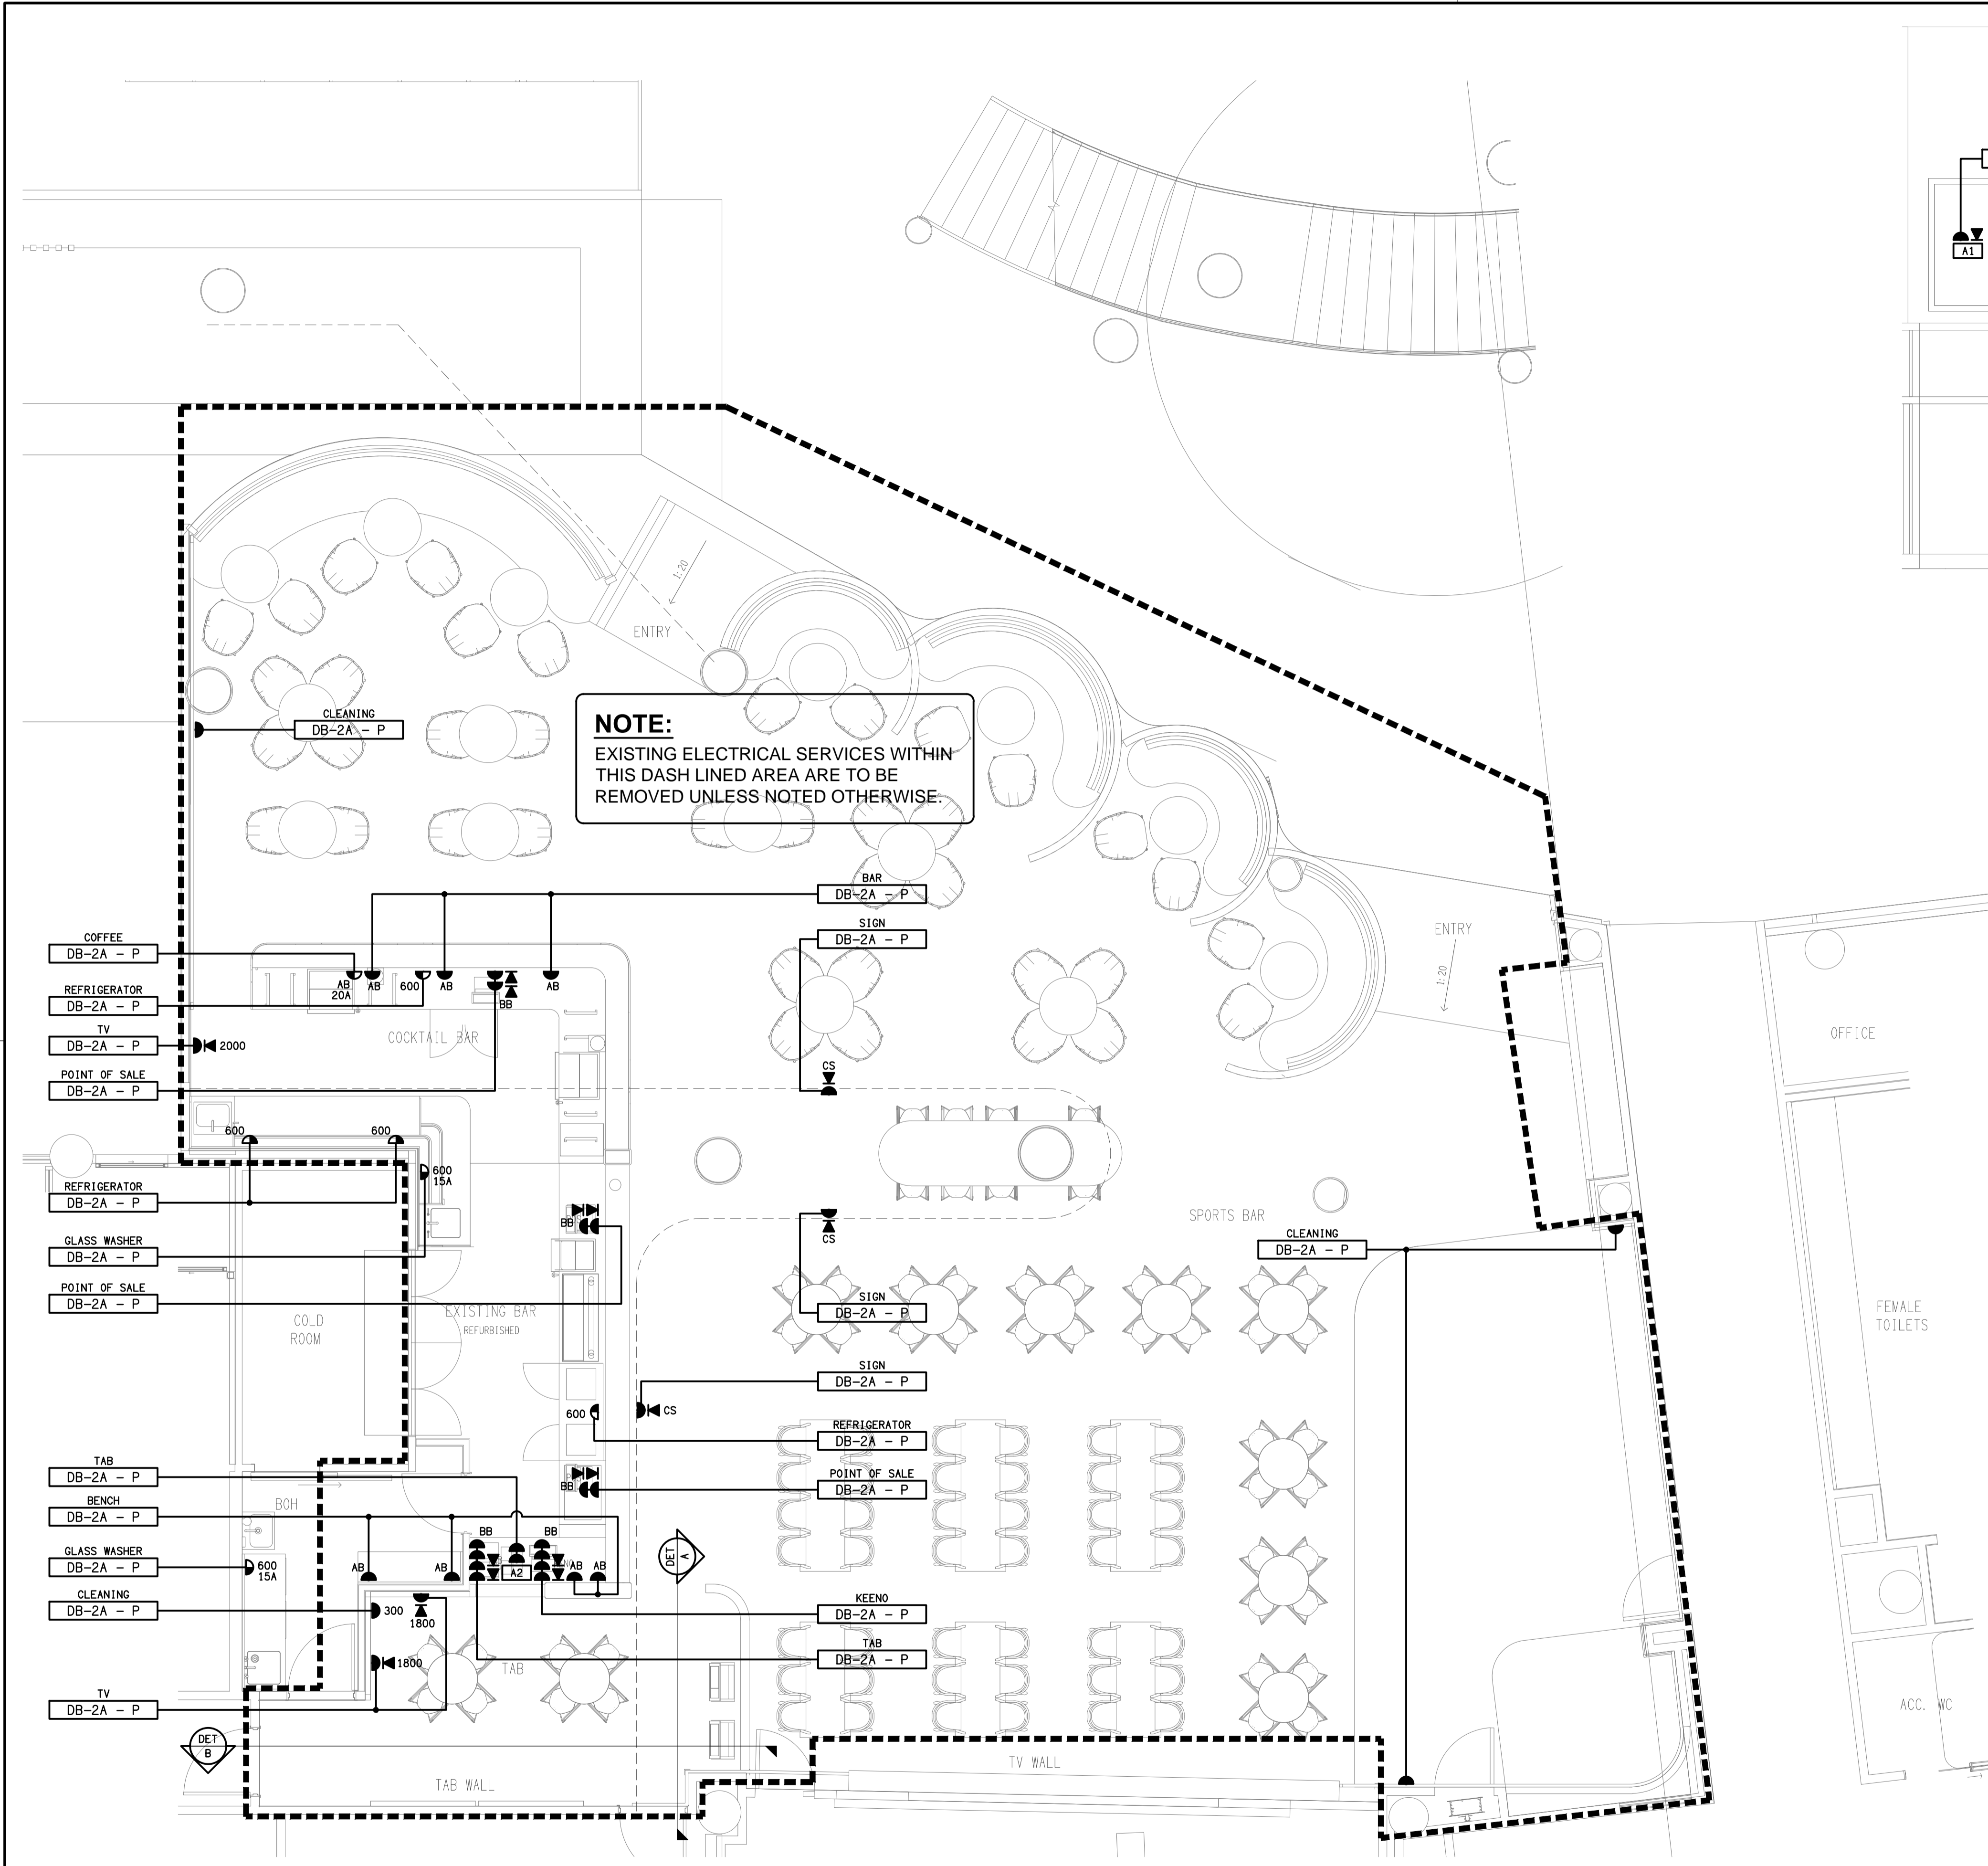 A1
1:20
ENTRY
CLEANING
DB-2A - P
NOTE:
EXISTING ELECTRICAL SERVICES WITHIN
THIS DASH LINED AREA ARE TO BE
REMOVED UNLESS NOTED OTHERWISE.
BAR
DB-2A - P
SIGN
DB-2A - P
COFFEE
DB-2A - P
REFRIGERATOR
DB-2A - P
TV
DB-2A - P
POINT OF SALE
DB-2A - P
AB
20A
AB
600
AB
BB
AB
2000
COCKTAIL BAR
CS
ENTRY
1:20
OFFICE
600
600
600
15A
REFRIGERATOR
DB-2A - P
GLASS WASHER
DB-2A - P
POINT OF SALE
DB-2A - P
BB
CS
SPORTS BAR
CLEANING
DB-2A - P
COLD
ROOM
EXISTING BAR
REFURBISHED
SIGN
DB-2A - P
FEMALE
TOILETS
SIGN
DB-2A - P
600
CS
REFRIGERATOR
DB-2A - P
POINT OF SALE
DB-2A - P
BB
TAB
DB-2A - P
BENCH
DB-2A - P
BOH
GLASS WASHER
DB-2A - P
600
15A
AB
AB
BB
BB
A2
AB
AB
DET
A
CLEANING
DB-2A - P
300
1800
1800
KEENO
DB-2A - P
TAB
DB-2A - P
TAB
TV
DB-2A - P
DET
B
TAB WALL
TV WALL
ACC. WC